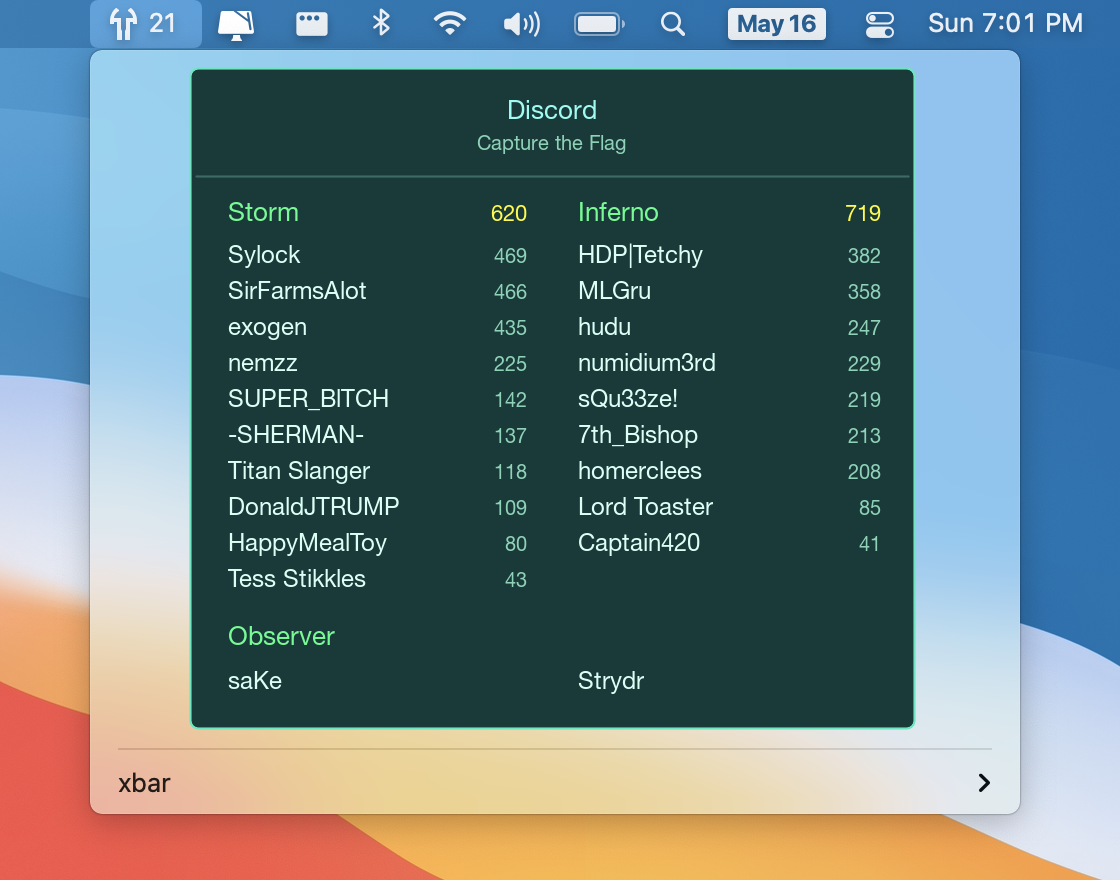 21 May 16 Sun 7:01 PM
Discord
Capture the Flag
Storm 620 Inferno 719
Sylock 469 HDP|Tetchy 382
SirFarmsAlot 466 MLGru 358
exogen 435 hudu 247
nemzz 225 numidium3rd 229
SUPER_BITCH 142 sQu33ze! 219
-SHERMAN- 137 7th_Bishop 213
Titan Slanger 118 homerclees 208
DonaldJTRUMP 109 Lord Toaster 85
HappyMealToy 80 Captain420 41
Tess Stikkles 43
Observer
saKe Strydr
xbar